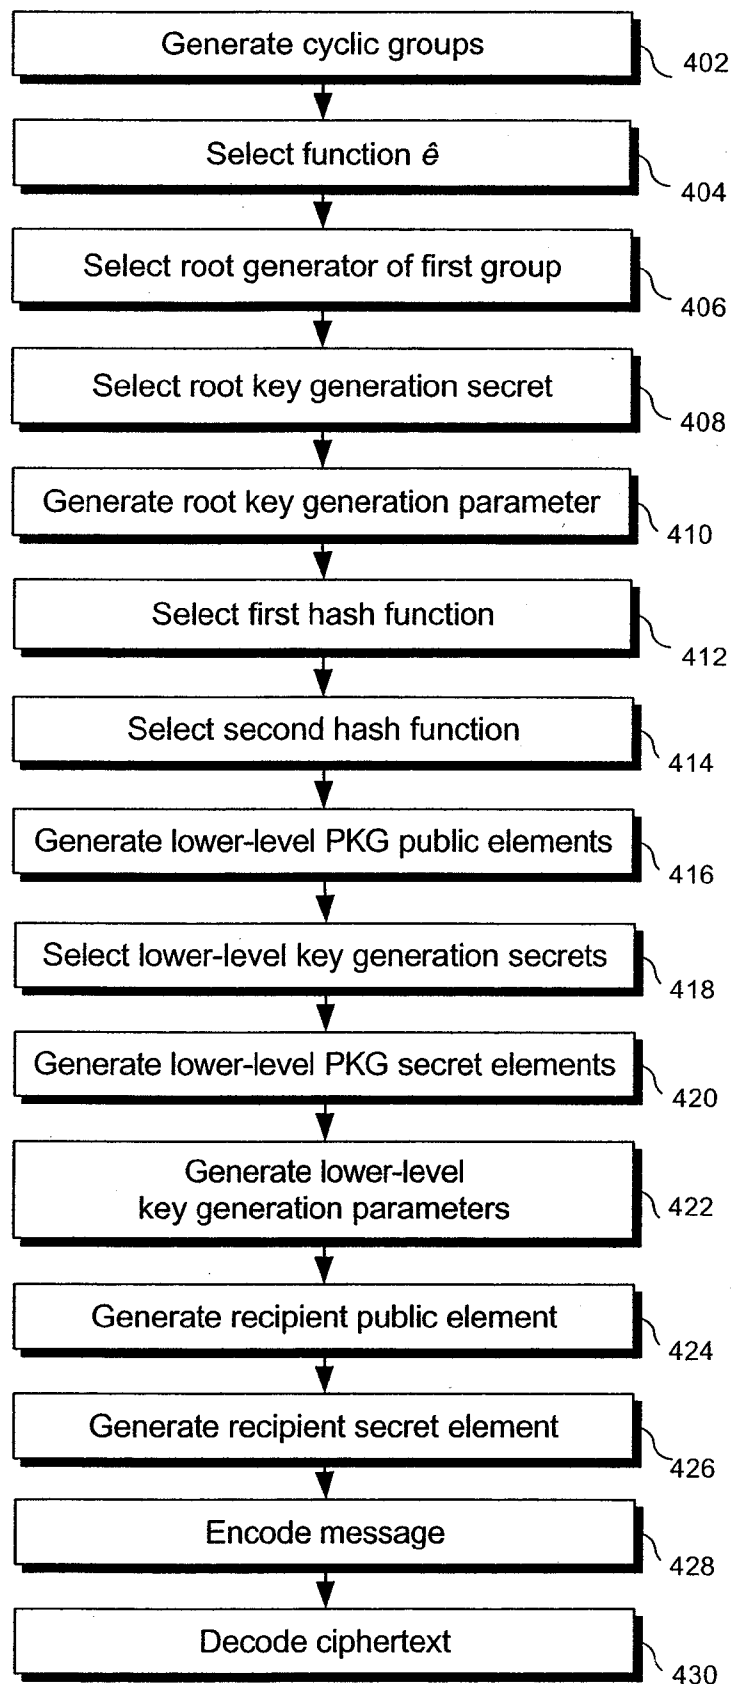 Generate cyclic groups
402
Select function ê
404
Select root generator of first group
406
Select root key generation secret
408
Generate root key generation parameter
410
Select first hash function
412
Select second hash function
414
Generate lower-level PKG public elements
416
Select lower-level key generation secrets
418
Generate lower-level PKG secret elements
420
Generate lower-level
key generation parameters
422
Generate recipient public element
424
Generate recipient secret element
426
Encode message
428
Decode ciphertext
430